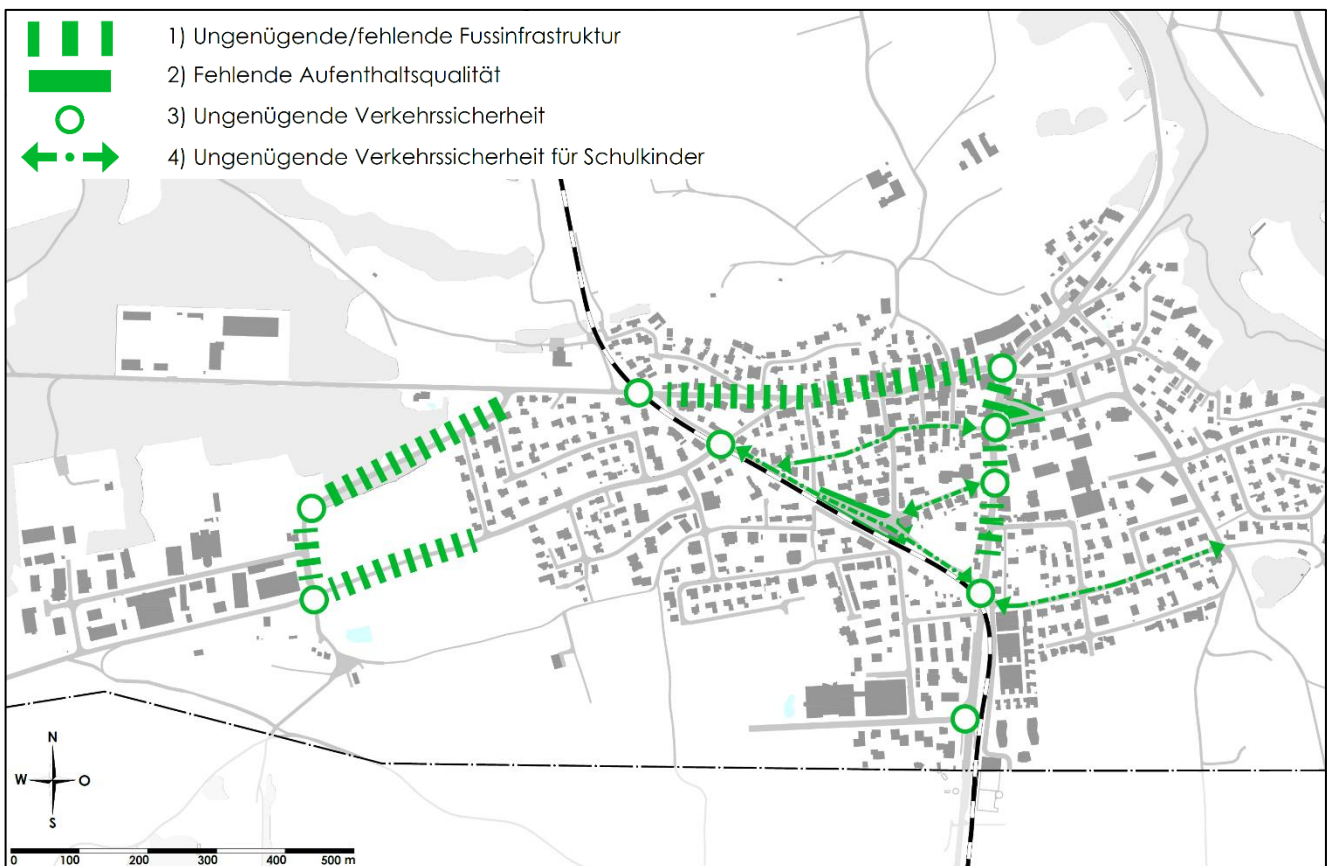 1) Ungenügende/fehlende Fussinfrastruktur
2) Fehlende Aufenthaltsqualität
3) Ungenügende Verkehrssicherheit
4) Ungenügende Verkehrssicherheit für Schulkinder
N
W O
S
0 100 200 300 400 500 m